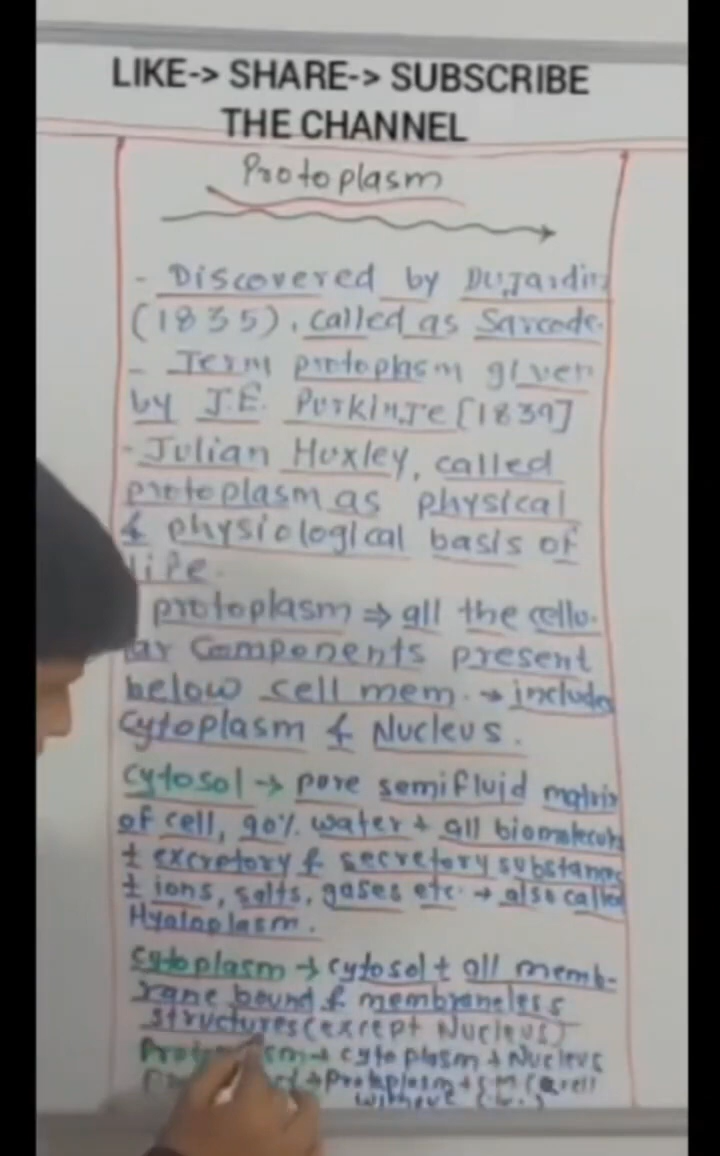 LIKE-> SHARE-> SUBSCRIBE
THE CHANNEL
Protoplasm
- Discovered by Dujardin
(1835), called as Sarcode.
- Term protoplasm given
by J.E. PurkinJe [1839]
- Julian Huxley, called
protoplasm as physical
& physiological basis of
life.
protoplasm ⇒ all the cellu-
lar Components present
below cell mem. → includes
Cytoplasm & Nucleus.
Cytosol → pure semifluid matrix
of cell, 90% water + all biomolecules
+ excretory & secretory substances
+ ions, salts, gases etc. → also called
Hyaloplasm.
Cytoplasm → cytosol + all memb-
rane bound & membraneless
structures (except Nucleus)
→ cytoplasm + Nucleus
→ Protoplasm +
without